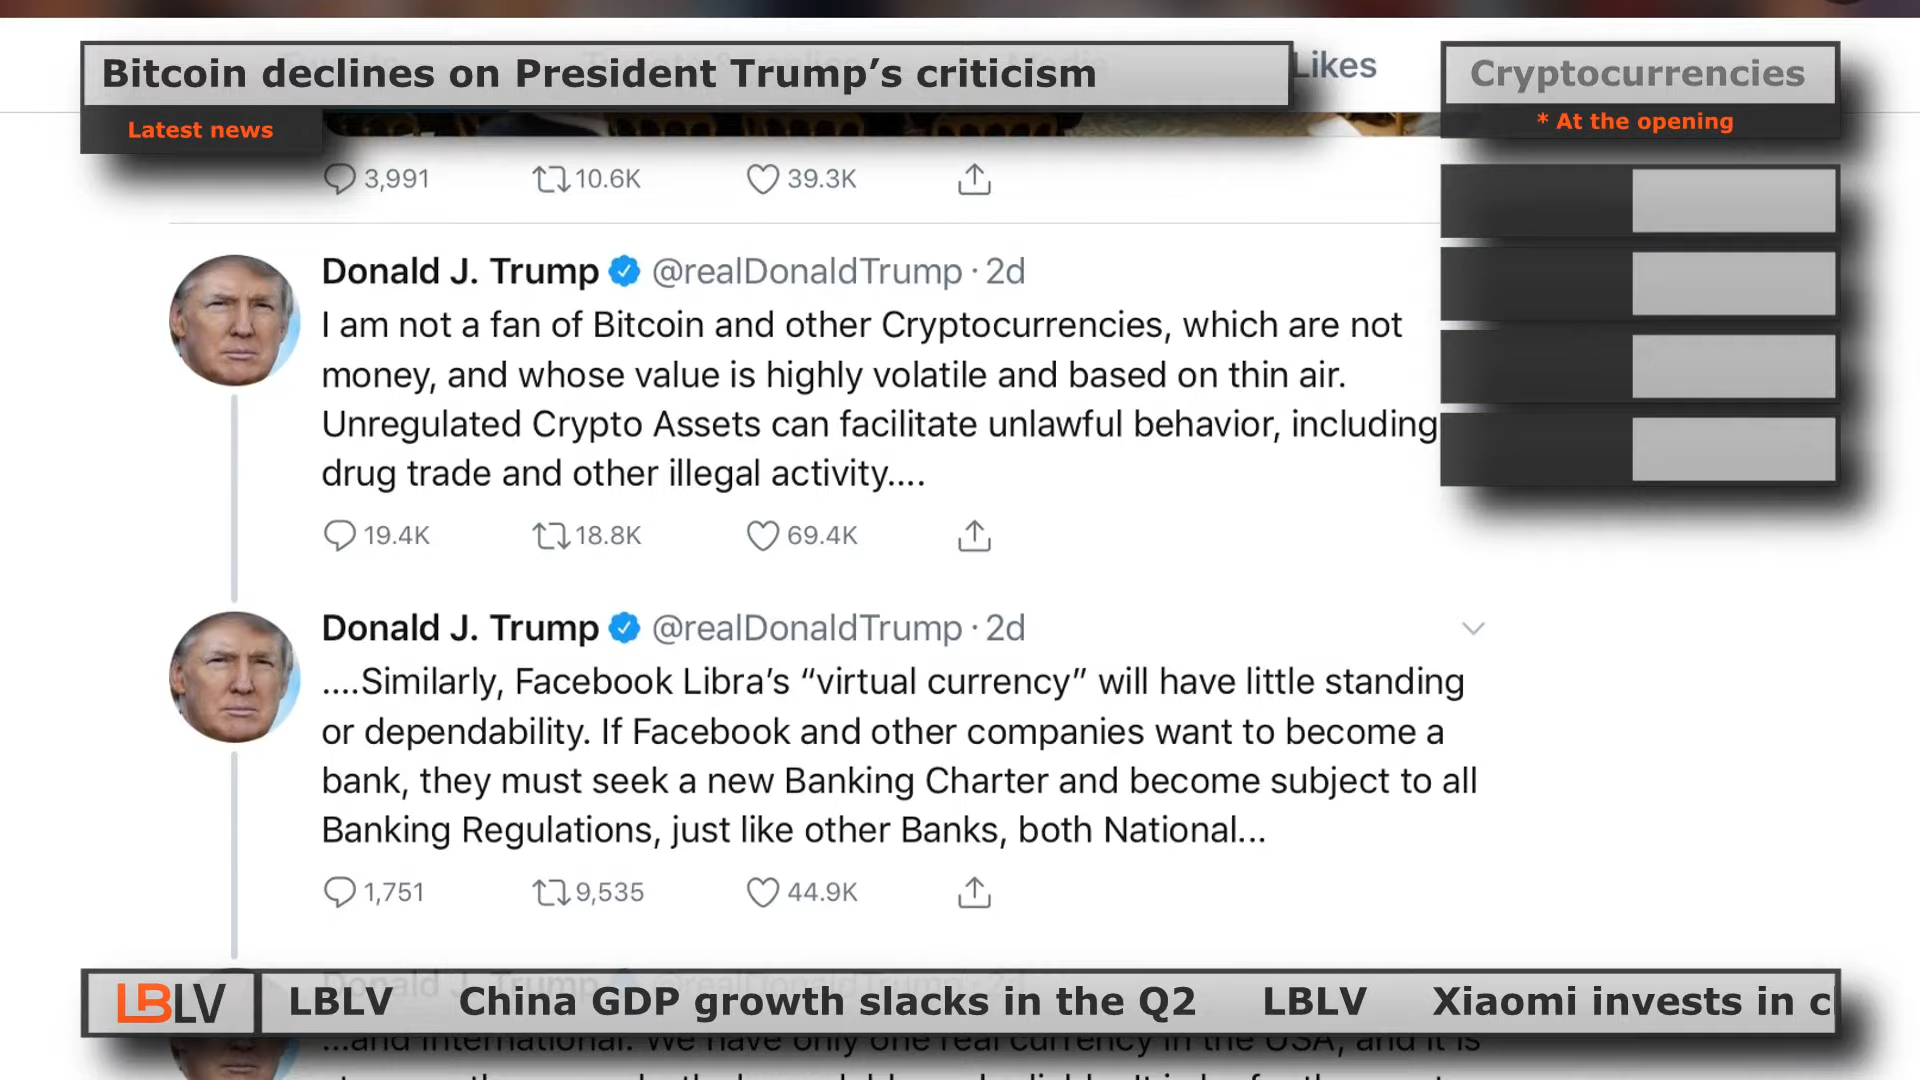 Likes
Bitcoin declines on President Trump’s criticism
Cryptocurrencies
Latest news
* At the opening
3,991 10.6K 39.3K
Donald J. Trump @realDonaldTrump · 2d
I am not a fan of Bitcoin and other Cryptocurrencies, which are not
money, and whose value is highly volatile and based on thin air.
Unregulated Crypto Assets can facilitate unlawful behavior, including
drug trade and other illegal activity....
19.4K 18.8K 69.4K
Donald J. Trump @realDonaldTrump · 2d
....Similarly, Facebook Libra’s “virtual currency” will have little standing
or dependability. If Facebook and other companies want to become a
bank, they must seek a new Banking Charter and become subject to all
Banking Regulations, just like other Banks, both National...
1,751 9,535 44.9K
Donald J. Trump @realDonaldTrump · 2d
LBLV LBLV China GDP growth slacks in the Q2 LBLV Xiaomi invests in c
...and International. We have only one real currency in the USA, and it is